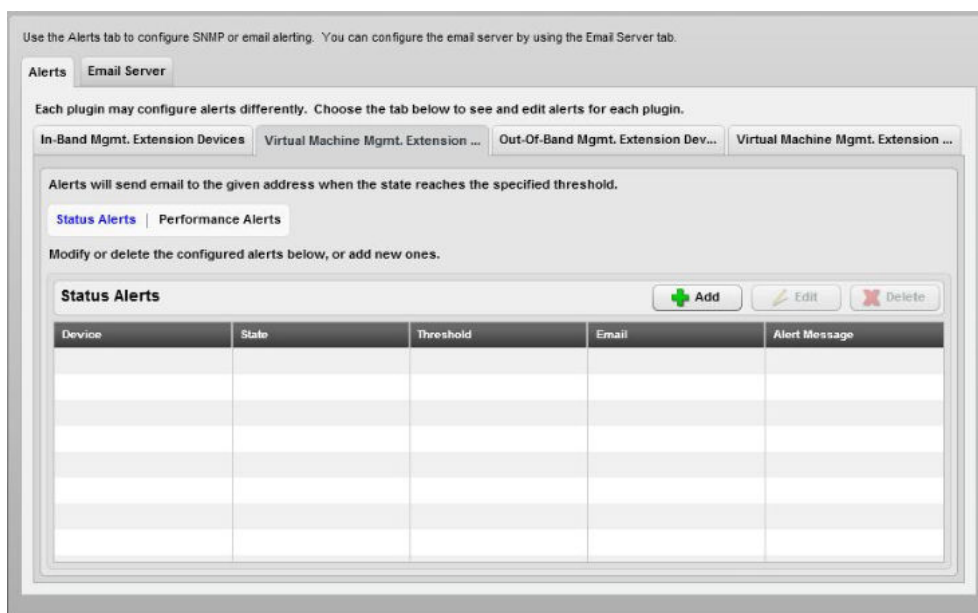 Use the Alerts tab to configure SNMP or email alerting. You can configure the email server by using the Email Server tab.
Alerts Email Server
Each plugin may configure alerts differently. Choose the tab below to see and edit alerts for each plugin.
In-Band Mgmt. Extension Devices Virtual Machine Mgmt. Extension ... Out-Of-Band Mgmt. Extension Dev... Virtual Machine Mgmt. Extension ...
Alerts will send email to the given address when the state reaches the specified threshold.
Status Alerts | Performance Alerts
Modify or delete the configured alerts below, or add new ones.
Status Alerts Add Edit Delete
Device State Threshold Email Alert Message